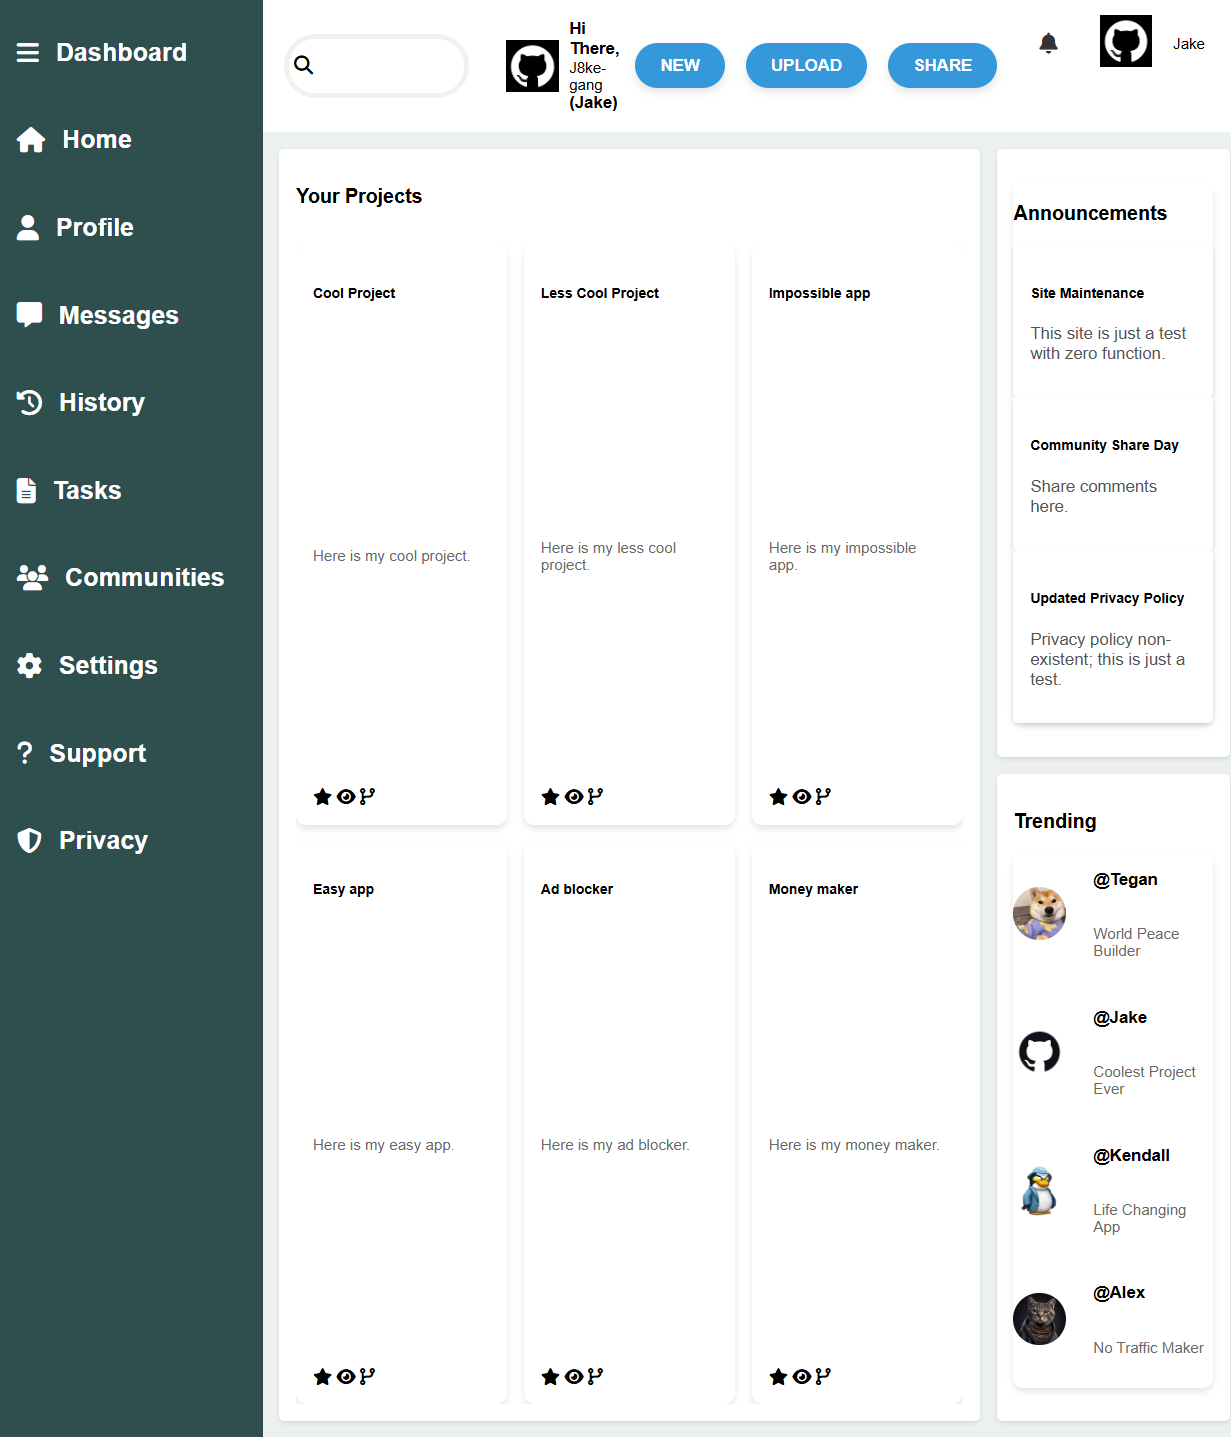 Dashboard
Home
Profile
Messages
History
Tasks
Communities
Settings
Support
Privacy
Hi
There,
J8ke-
gang
(Jake)
NEW
UPLOAD
SHARE
Jake
Your Projects
Cool Project
Here is my cool project.
Less Cool Project
Here is my less cool
project.
Impossible app
Here is my impossible
app.
Easy app
Here is my easy app.
Ad blocker
Here is my ad blocker.
Money maker
Here is my money maker.
Announcements
Site Maintenance
This site is just a test
with zero function.
Community Share Day
Share comments
here.
Updated Privacy Policy
Privacy policy non-
existent; this is just a
test.
Trending
@Tegan
World Peace
Builder
@Jake
Coolest Project
Ever
@Kendall
Life Changing
App
@Alex
No Traffic Maker